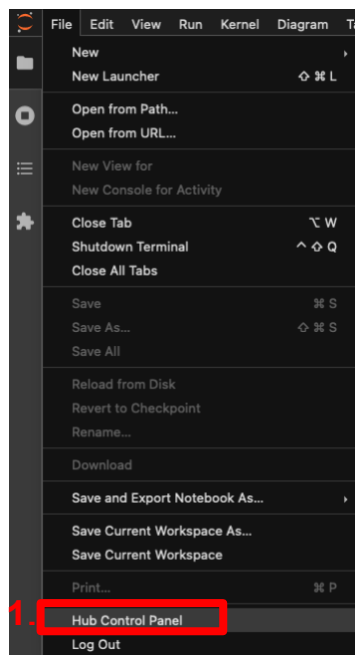 File Edit View Run Kernel Diagram
New
New Launcher ⇧ ⌘ L
Open from Path...
Open from URL...
New View for
New Console for Activity
Close Tab ⌥ W
Shutdown Terminal ^ ⇧ Q
Close All Tabs
Save ⌘ S
Save As... ⇧ ⌘ S
Save All
Reload from Disk
Revert to Checkpoint
Rename...
Download
Save and Export Notebook As...
Save Current Workspace As...
Save Current Workspace
Print... ⌘ P
1. Hub Control Panel
Log Out